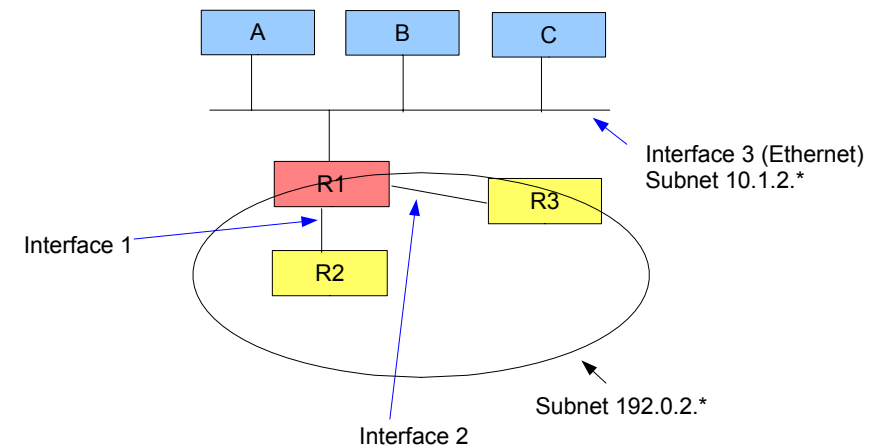 A
B
C
Interface 3 (Ethernet)
Subnet 10.1.2.*
R1
R3
Interface 1
R2
Subnet 192.0.2.*
Interface 2